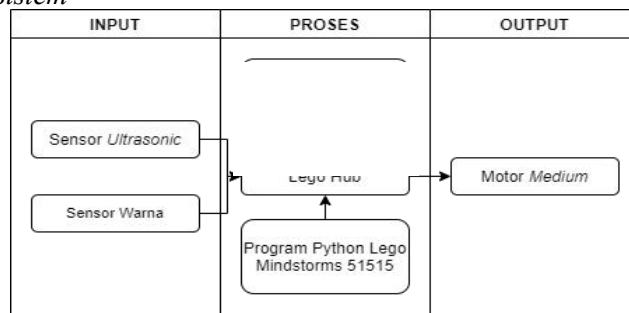 INPUT
PROSES
OUTPUT
Sensor Ultrasonic
Sensor Warna
Lego Hub
Program Python Lego
Mindstorms 51515
Motor Medium